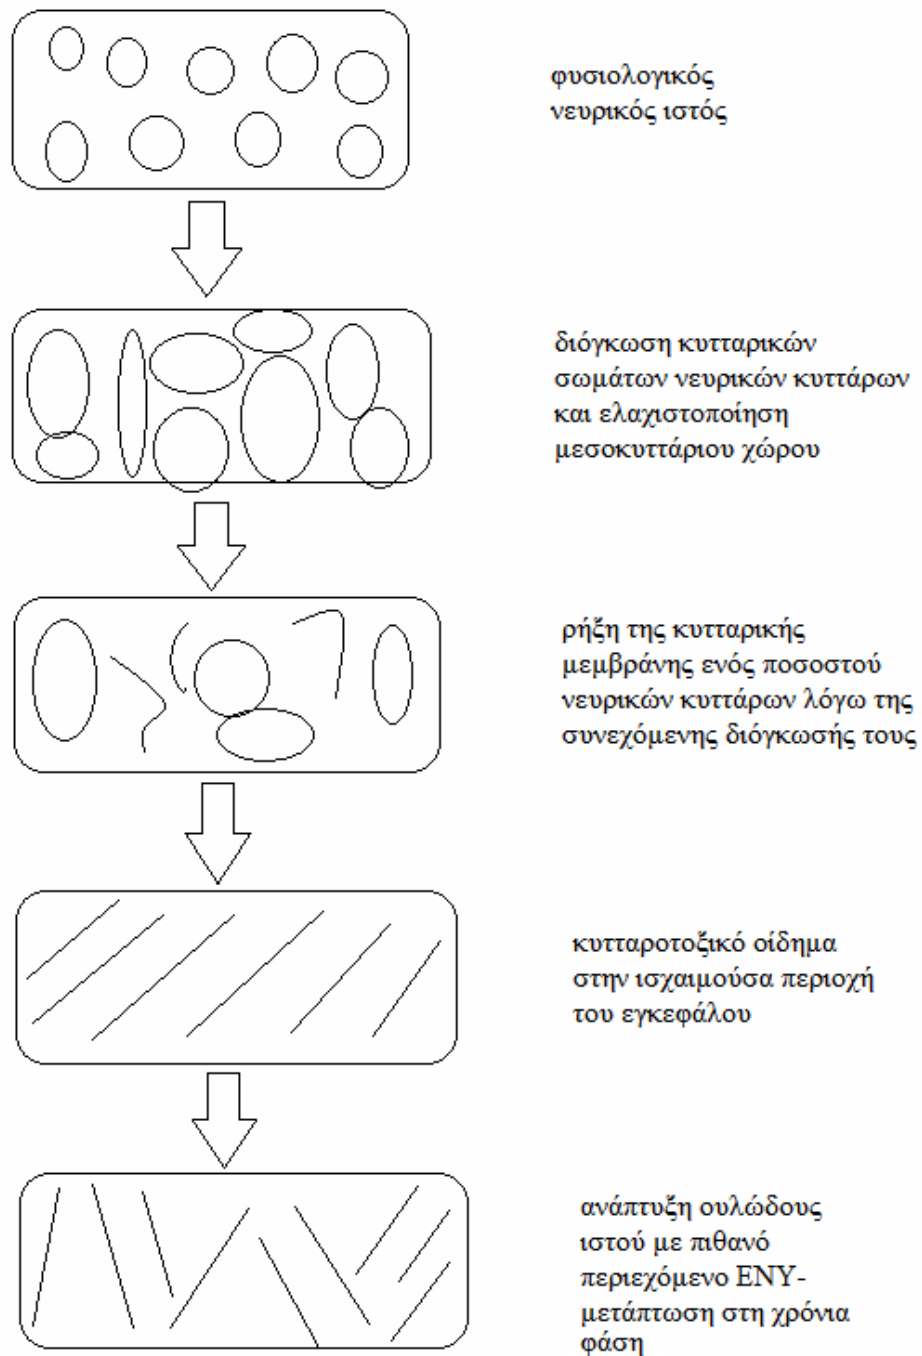 φυσιολογικός
νευρικός ιστός
διόγκωση κυτταρικών
σωμάτων νευρικών κυττάρων
και ελαχιστοποίηση
μεσοκυττάριου χώρου
ρήξη της κυτταρικής
μεμβράνης ενός ποσοστού
νευρικών κυττάρων λόγω της
συνεχόμενης διόγκωσής τους
κυτταροτοξικό οίδημα
στην ισχαιμούσα περιοχή
του εγκεφάλου
ανάπτυξη ουλώδους
ιστού με πιθανό
περιεχόμενο ΕΝΥ-
μετάπτωση στη χρόνια
φάση